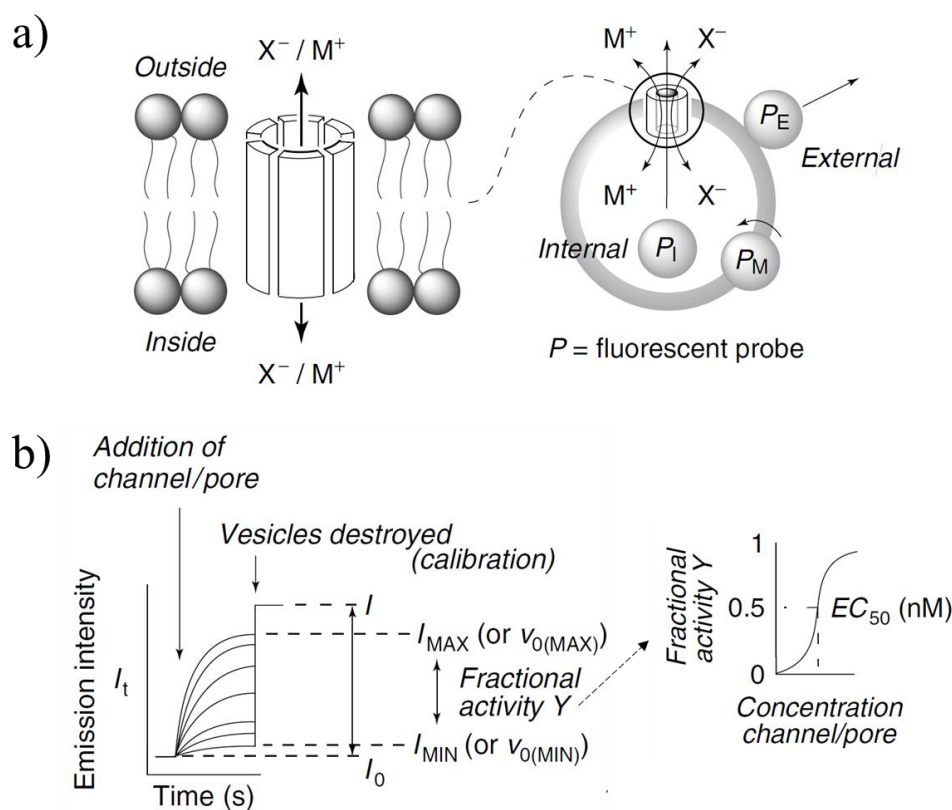 a)
X⁻ / M⁺
Outside
Inside
X⁻ / M⁺
M⁺
X⁻
P_E
External
M⁺
X⁻
Internal
P_I
P_M
P = fluorescent probe
b)
Addition of
channel/pore
Vesicles destroyed
(calibration)
Emission intensity
I_t
I
I_MAX (or v_0(MAX))
Fractional
activity Y
I_MIN (or v_0(MIN))
I_0
Time (s)
Fractional
activity Y
1
0.5
0
EC_50 (nM)
Concentration
channel/pore